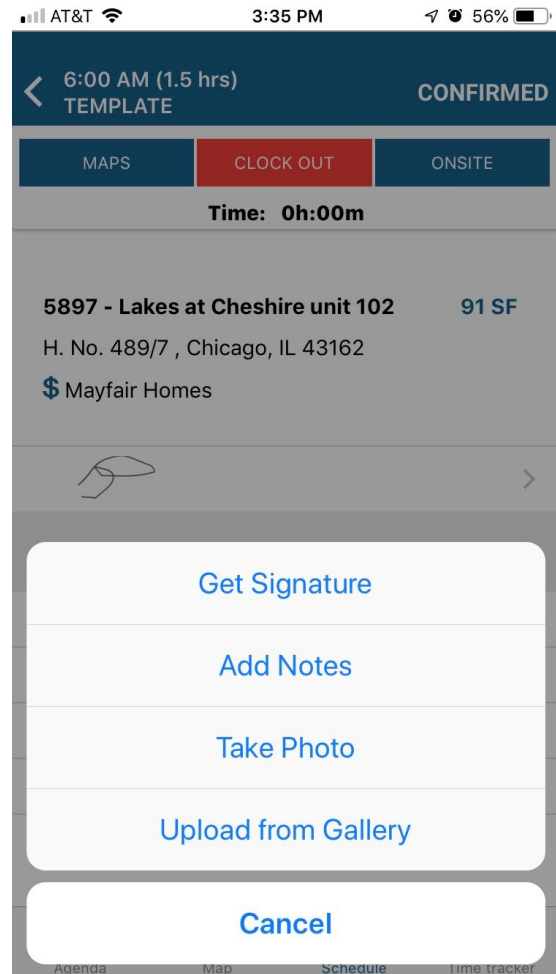 AT&T 3:35 PM 56%
6:00 AM (1.5 hrs)
TEMPLATE
CONFIRMED
MAPS CLOCK OUT ONSITE
Time: 0h:00m
5897 - Lakes at Cheshire unit 102 91 SF
H. No. 489/7 , Chicago, IL 43162
$ Mayfair Homes
Get Signature
Add Notes
Take Photo
Upload from Gallery
Cancel
Agenda Map Schedule Time tracker